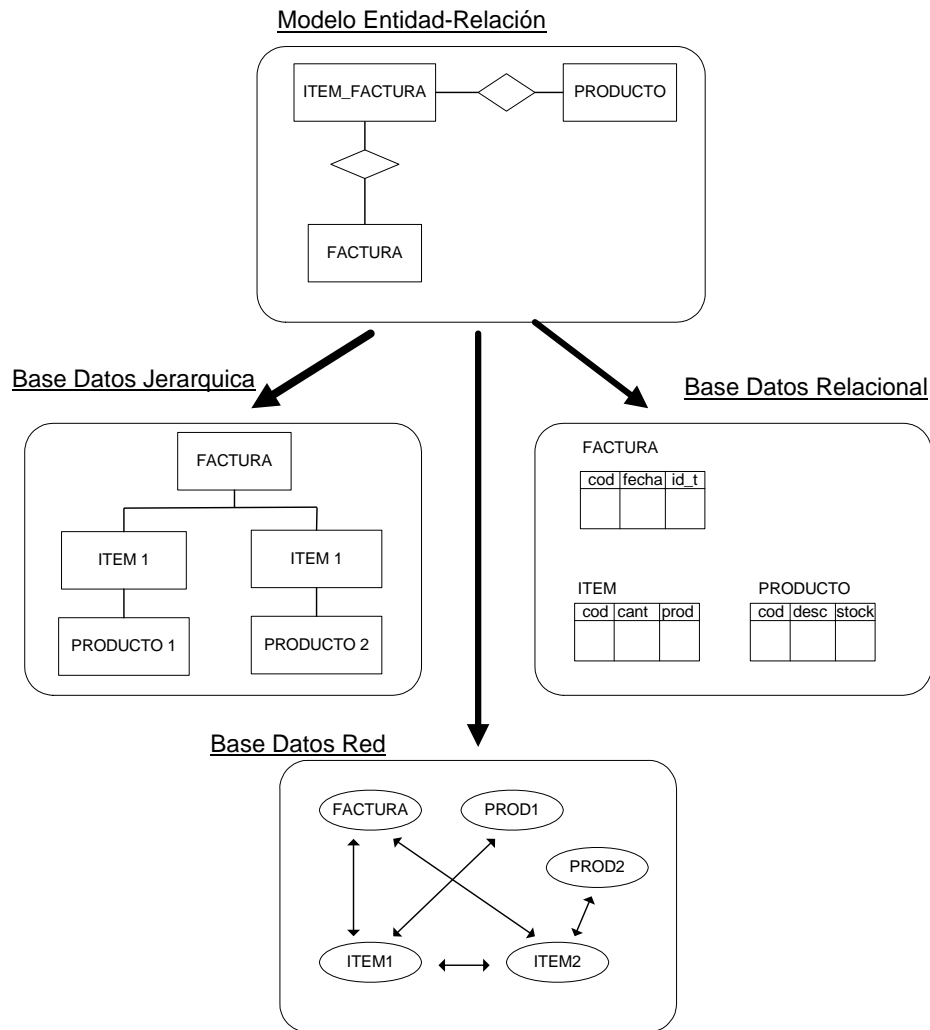 Modelo Entidad-Relación
ITEM_FACTURA
PRODUCTO
FACTURA
Base Datos Jerarquica
FACTURA
ITEM 1
ITEM 1
PRODUCTO 1
PRODUCTO 2
Base Datos Relacional
FACTURA
cod fecha id_t
ITEM
cod cant prod
PRODUCTO
cod desc stock
Base Datos Red
FACTURA
PROD1
PROD2
ITEM1
ITEM2